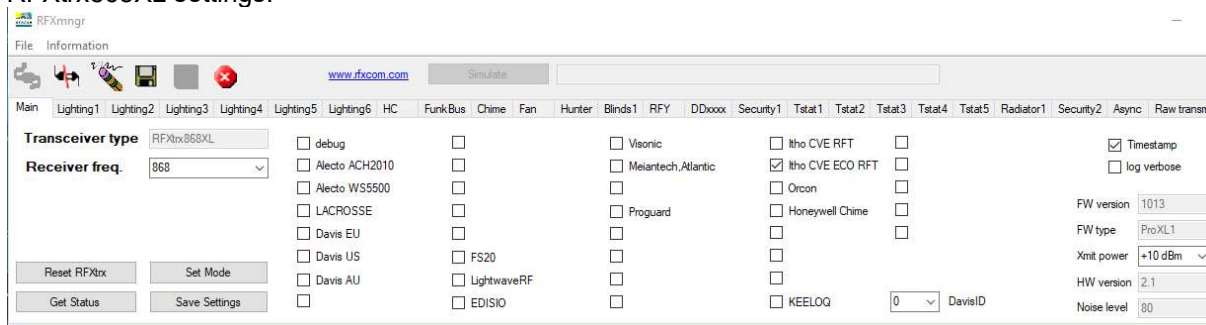 RFXtrx868XL settings:
RFXmngr
File Information
www.rfxcom.com Simulate
Main Lighting1 Lighting2 Lighting3 Lighting4 Lighting5 Lighting6 HC FunkBus Chime Fan Hunter Blinds1 RFY DDxxxx Security1 Tstat1 Tstat2 Tstat3 Tstat4 Tstat5 Radiator1 Security2 Async Raw transm
Transceiver type RFXtrx868XL
Receiver freq. 868
Reset RFXtrx Set Mode
Get Status Save Settings
debug
Alecto ACH2010
Alecto WS5500
LACROSSE
Davis EU
Davis US
Davis AU
FS20
LightwaveRF
EDISIO
Visonic
Meiantech,Atlantic
Proguard
Itho CVE RFT
Itho CVE ECO RFT
Orcon
Honeywell Chime
KEELOQ
0 DavisID
Timestamp
log verbose
FW version 1013
FW type ProXL1
Xmit power +10 dBm
HW version 2.1
Noise level 80